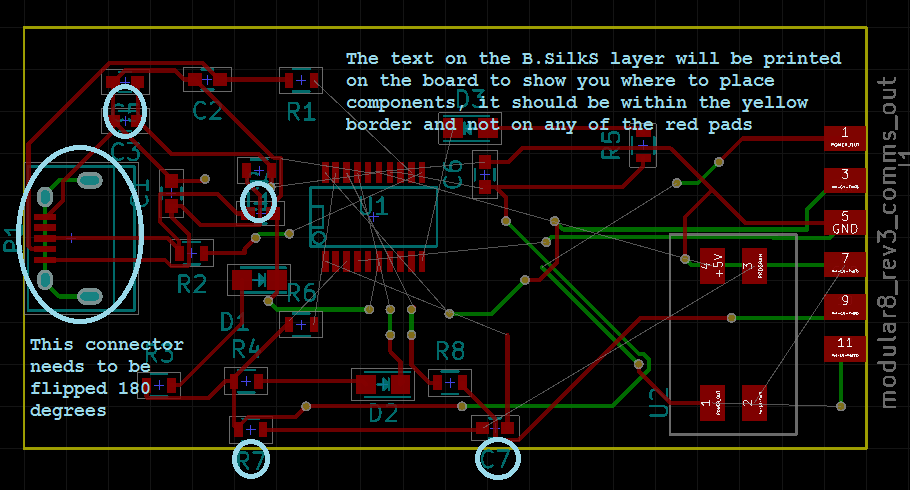 The text on the B.SilkS layer will be printed
on the board to show you where to place
components, it should be within the yellow
border and not on any of the red pads
C2
R1
D3
C3
C6
R5
C1
U1
P1
R2
R6
D1
R3
R4
D2
R8
R7
C7
U2
1
POWER_OUT
3
5
GND
7
9
11
4
+5V
3
PROGRAM
1
2
modular8_rev3_comms_out
J1
This connector
needs to be
flipped 180
degrees